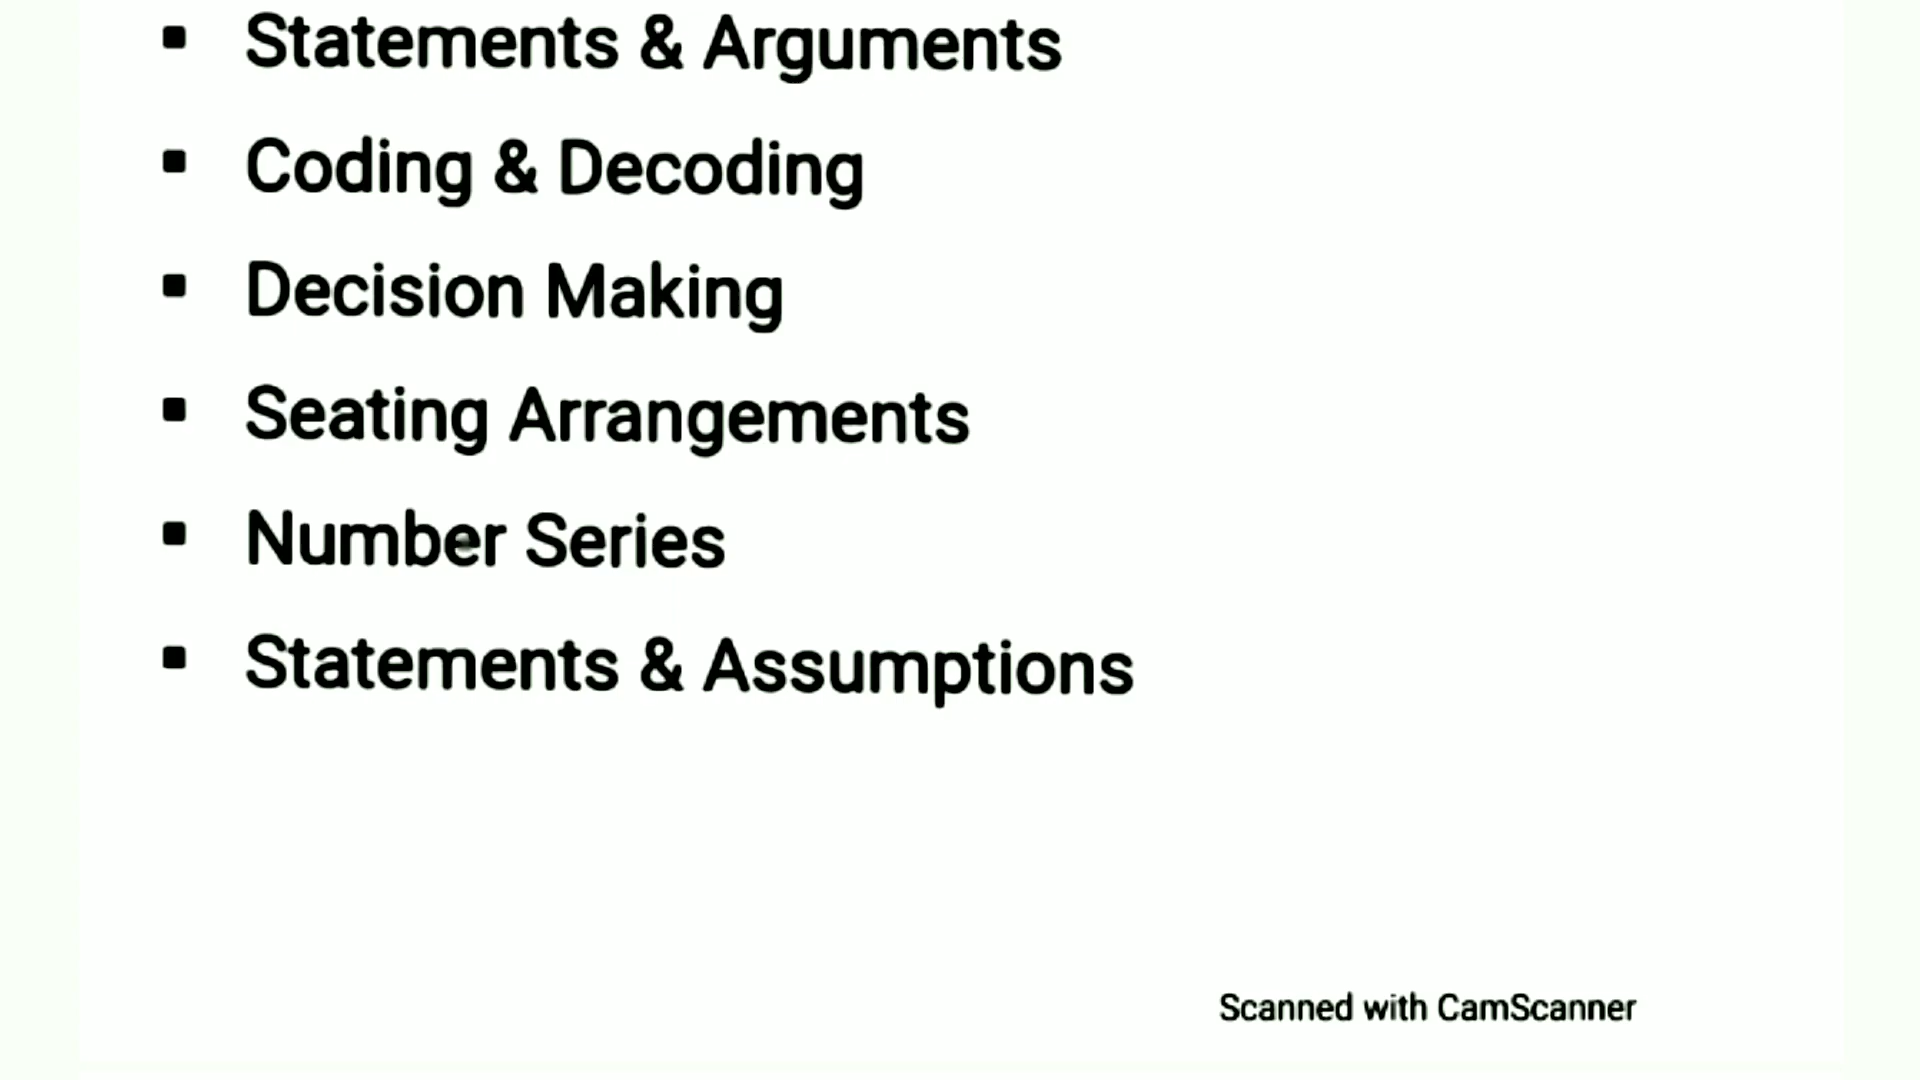 ▪ Statements & Arguments
▪ Coding & Decoding
▪ Decision Making
▪ Seating Arrangements
▪ Number Series
▪ Statements & Assumptions
Scanned with CamScanner